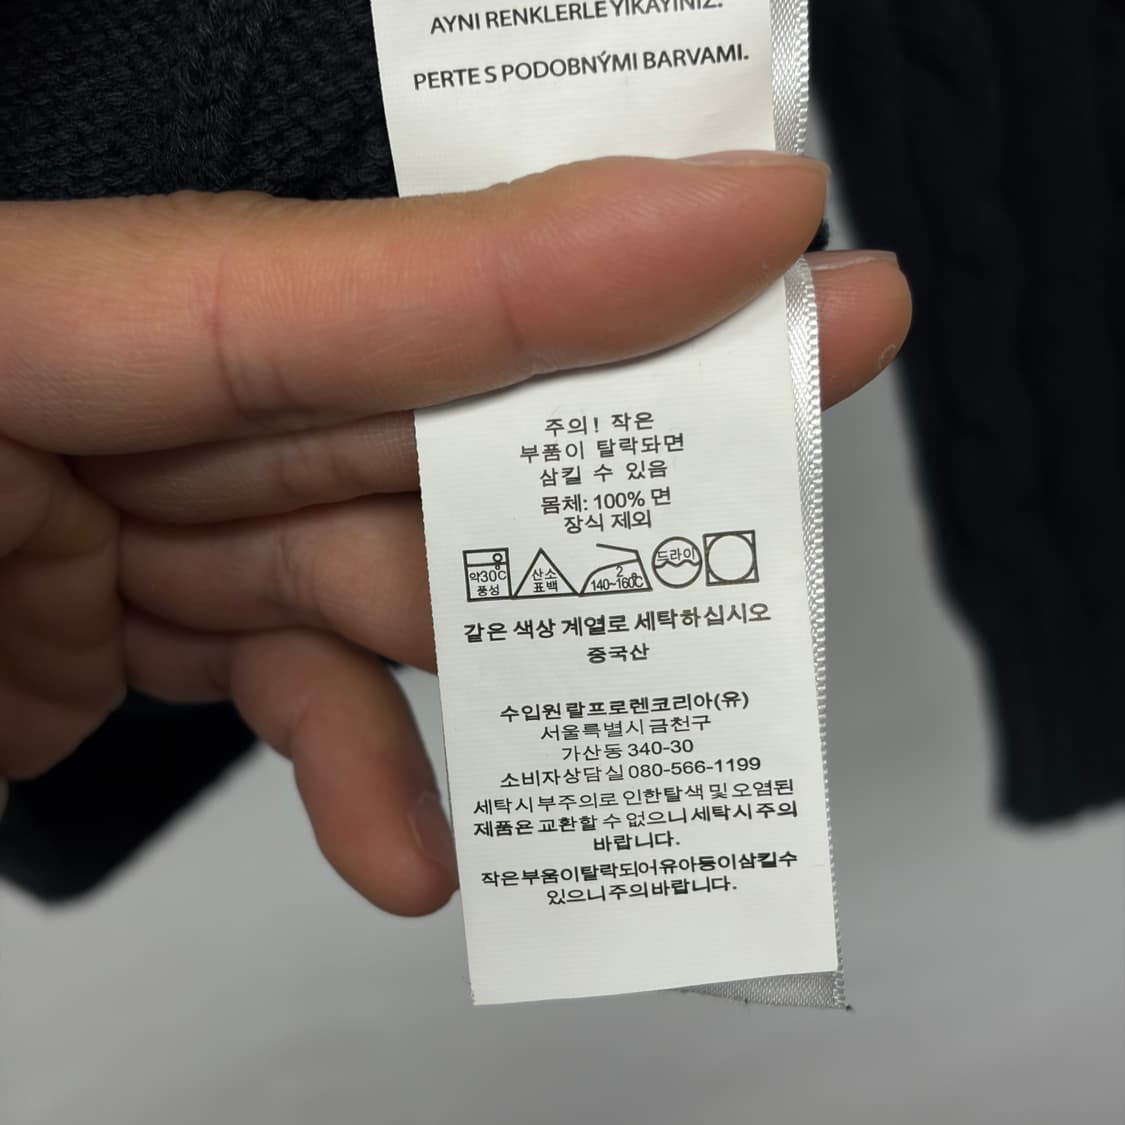 AYNI RENKLERLE YIKAYINIZ.
PERTE S PODOBNÝMI BARVAMI.
주의! 작은
부품이 탈락돠면
삼킬 수 있음
몸체: 100% 면
장식 제외
약30℃
풍성
산소
표백
2
140~160℃
드라이
같은 색상 계열로 세탁하십시오
중국산
수입원 랄프로렌코리아(유)
서울특별시 금천구
가산동 340-30
소비자상담실 080-566-1199
세탁시 부주의로 인한 탈색 및 오염된
제품은 교환할 수 없으니 세탁시 주의
바랍니다.
작은 부움이 탈락되어 유아등이 삼킬수
있으니 주의 바랍니다.